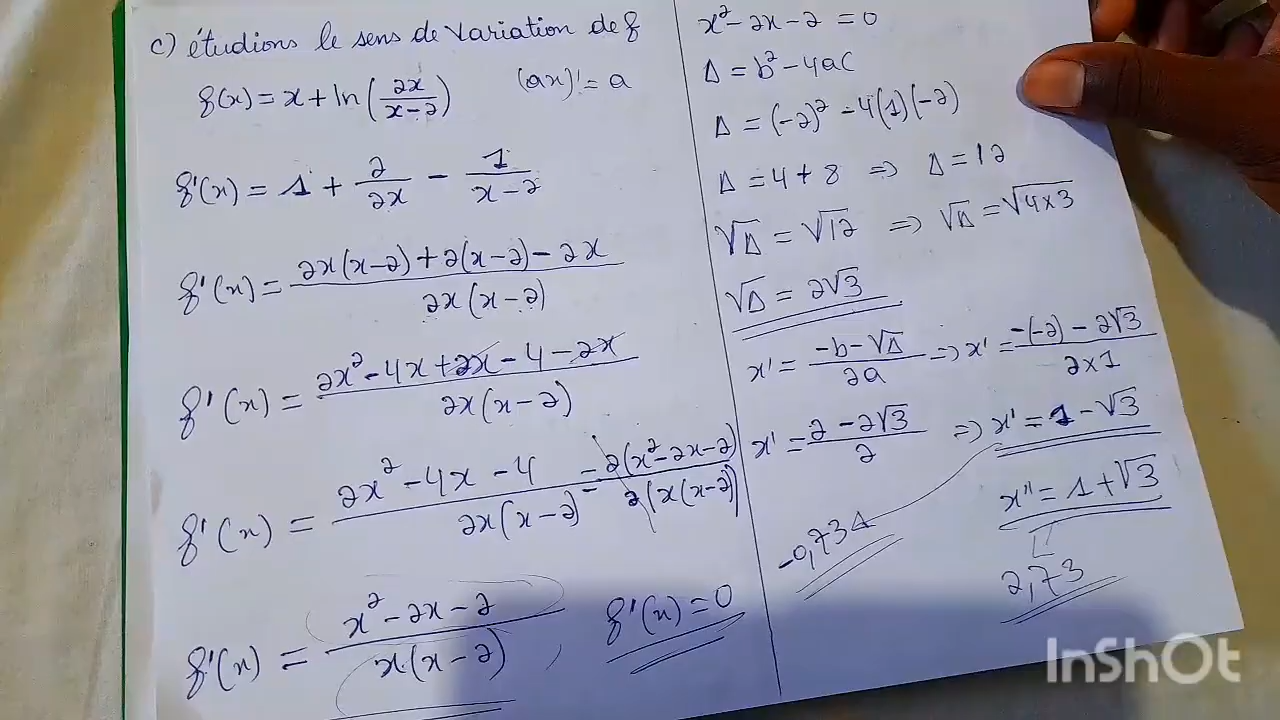 c) étudions le sens de variation de f
f(x) = x + ln(2x/(x-2)) (ax)' = a
f'(x) = 1 + 2/2x - 1/(x-2)
f'(x) = (2x(x-2) + 2(x-2) - 2x)/(2x(x-2))
f'(x) = (2x² - 4x + 2x - 4 - 2x)/(2x(x-2))
f'(x) = (2x² - 4x - 4)/(2x(x-2)) = 2(x² - 2x - 2)/2(x(x-2))
f'(x) = (x² - 2x - 2)/(x(x-2)), f'(x) = 0
x² - 2x - 2 = 0
Δ = b² - 4ac
Δ = (-2)² - 4(1)(-2)
Δ = 4 + 8 => Δ = 12
√Δ = √12 => √Δ = √(4×3)
√Δ = 2√3
x' = (-b - √Δ)/2a => x' = (-(-2) - 2√3)/(2×1)
x' = (2 - 2√3)/2 => x' = 1 - √3
x'' = 1 + √3
-0,73
2,73
InShOt